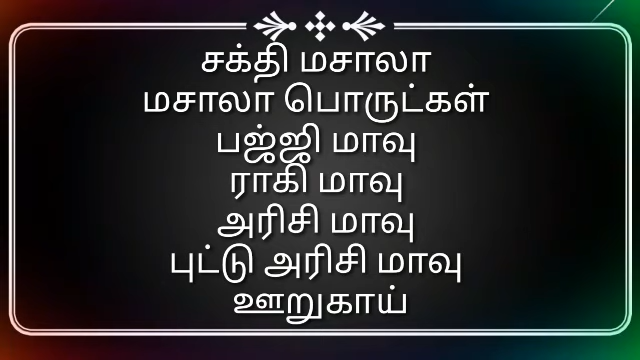 சக்தி மசாலா
மசாலா பொருட்கள்
பஜ்ஜி மாவு
ராகி மாவு
அரிசி மாவு
புட்டு அரிசி மாவு
ஊறுகாய்